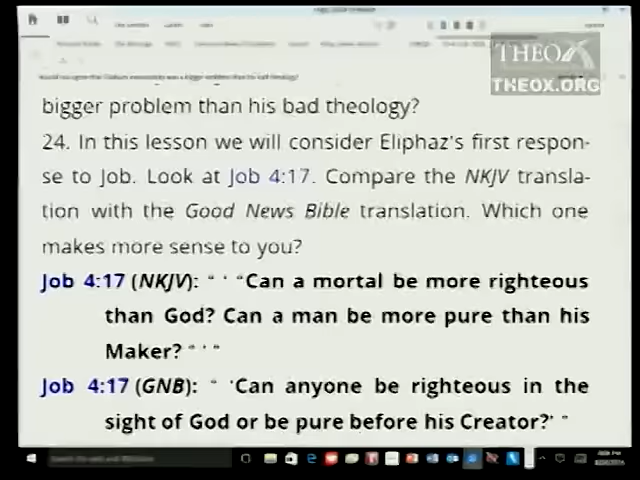 THEOX
THEOX.ORG
bigger problem than his bad theology?
24. In this lesson we will consider Eliphaz's first respon-
se to Job. Look at Job 4:17. Compare the NKJV transla-
tion with the Good News Bible translation. Which one
makes more sense to you?
Job 4:17 (NKJV): “ ‘ “Can a mortal be more righteous
than God? Can a man be more pure than his
Maker? ” ’ ”
Job 4:17 (GNB): “ ‘Can anyone be righteous in the
sight of God or be pure before his Creator?’ ”